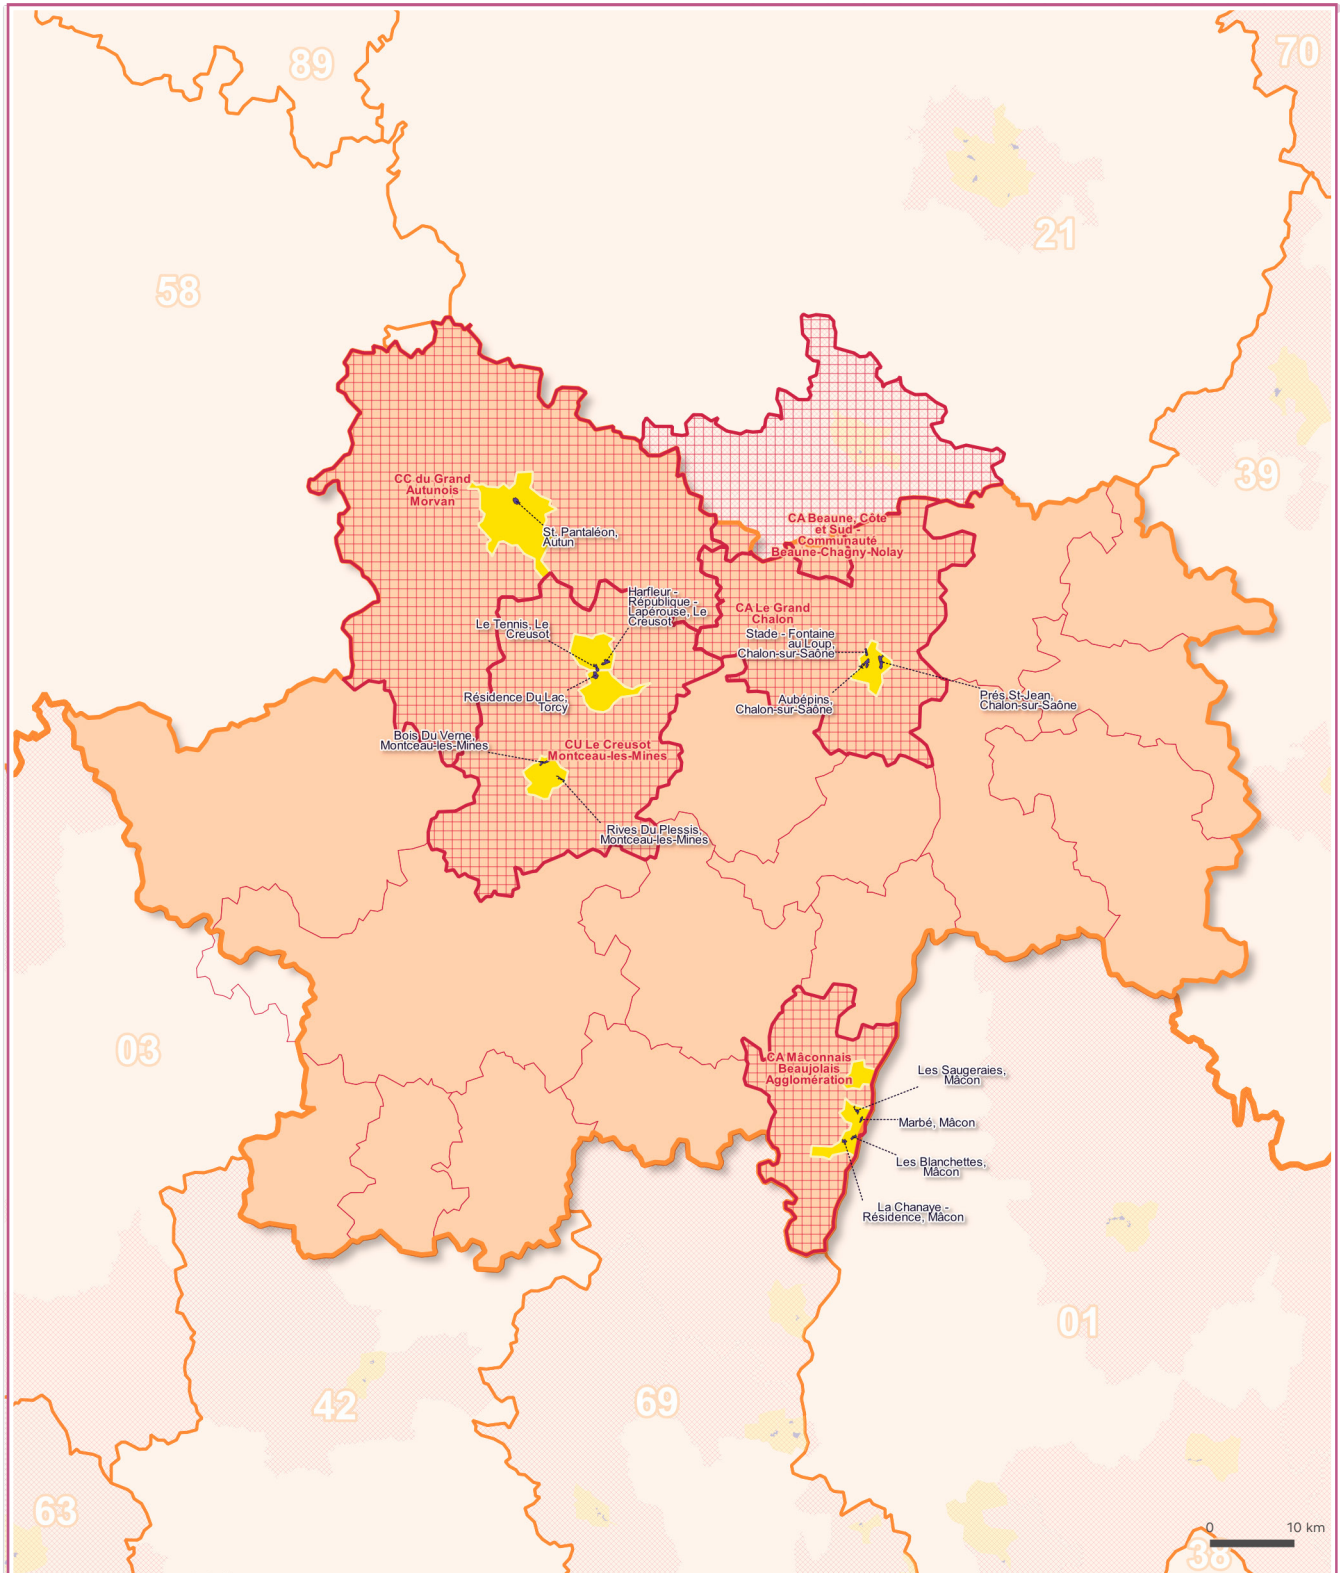 89
70
21
58
39
CC du Grand
Autunois
Morvan
St. Pantaléon,
Autun
CA Beaune, Côte
et Sud -
Communauté
Beaune-Chagny-Nolay
Harfleur -
République -
Lapérouse, Le
Creusot
Le Tennis, Le
Creusot
CA Le Grand
Chalon
Stade - Fontaine
au Loup,
Chalon-sur-Saône
Résidence Du Lac,
Torcy
Aubépins,
Chalon-sur-Saône
Prés St-Jean,
Chalon-sur-Saône
Bois Du Verne,
Montceau-les-Mines
CU Le Creusot
Montceau-les-Mines
Rives Du Plessis,
Montceau-les-Mines
03
CA Mâconnais
Beaujolais
Agglomération
Les Saugeraies,
Mâcon
Marbé, Mâcon
Les Blanchettes,
Mâcon
La Chanaye -
Résidence, Mâcon
01
42
69
63
0 10 km
38